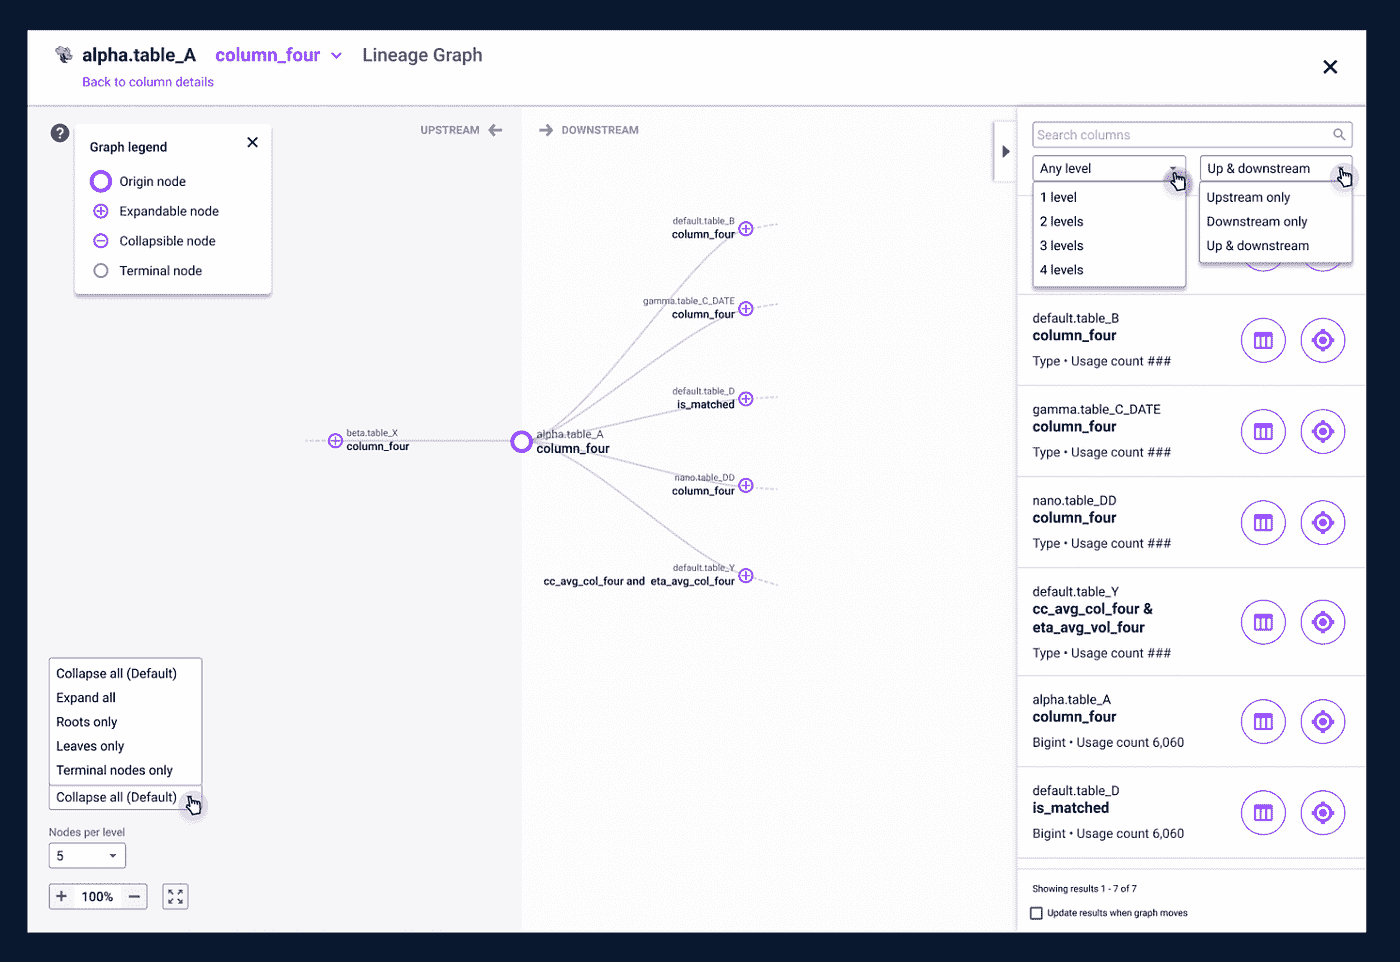 alpha.table_A column_four Lineage Graph
Back to column details
UPSTREAM
DOWNSTREAM
?
Graph legend
Origin node
Expandable node
Collapsible node
Terminal node
default.table_B
column_four
gamma.table_C_DATE
column_four
default.table_D
is_matched
beta.table_X
column_four
alpha.table_A
column_four
nano.table_DD
column_four
default.table_Y
cc_avg_col_four and eta_avg_col_four
Collapse all (Default)
Expand all
Roots only
Leaves only
Terminal nodes only
Collapse all (Default)
Nodes per level
5
+ 100% −
Search columns
Any level
1 level
2 levels
3 levels
4 levels
Up & downstream
Upstream only
Downstream only
Up & downstream
default.table_B
column_four
Type • Usage count ###
gamma.table_C_DATE
column_four
Type • Usage count ###
nano.table_DD
column_four
Type • Usage count ###
default.table_Y
cc_avg_col_four &
eta_avg_vol_four
Type • Usage count ###
alpha.table_A
column_four
Bigint • Usage count 6,060
default.table_D
is_matched
Bigint • Usage count 6,060
Showing results 1 - 7 of 7
Update results when graph moves